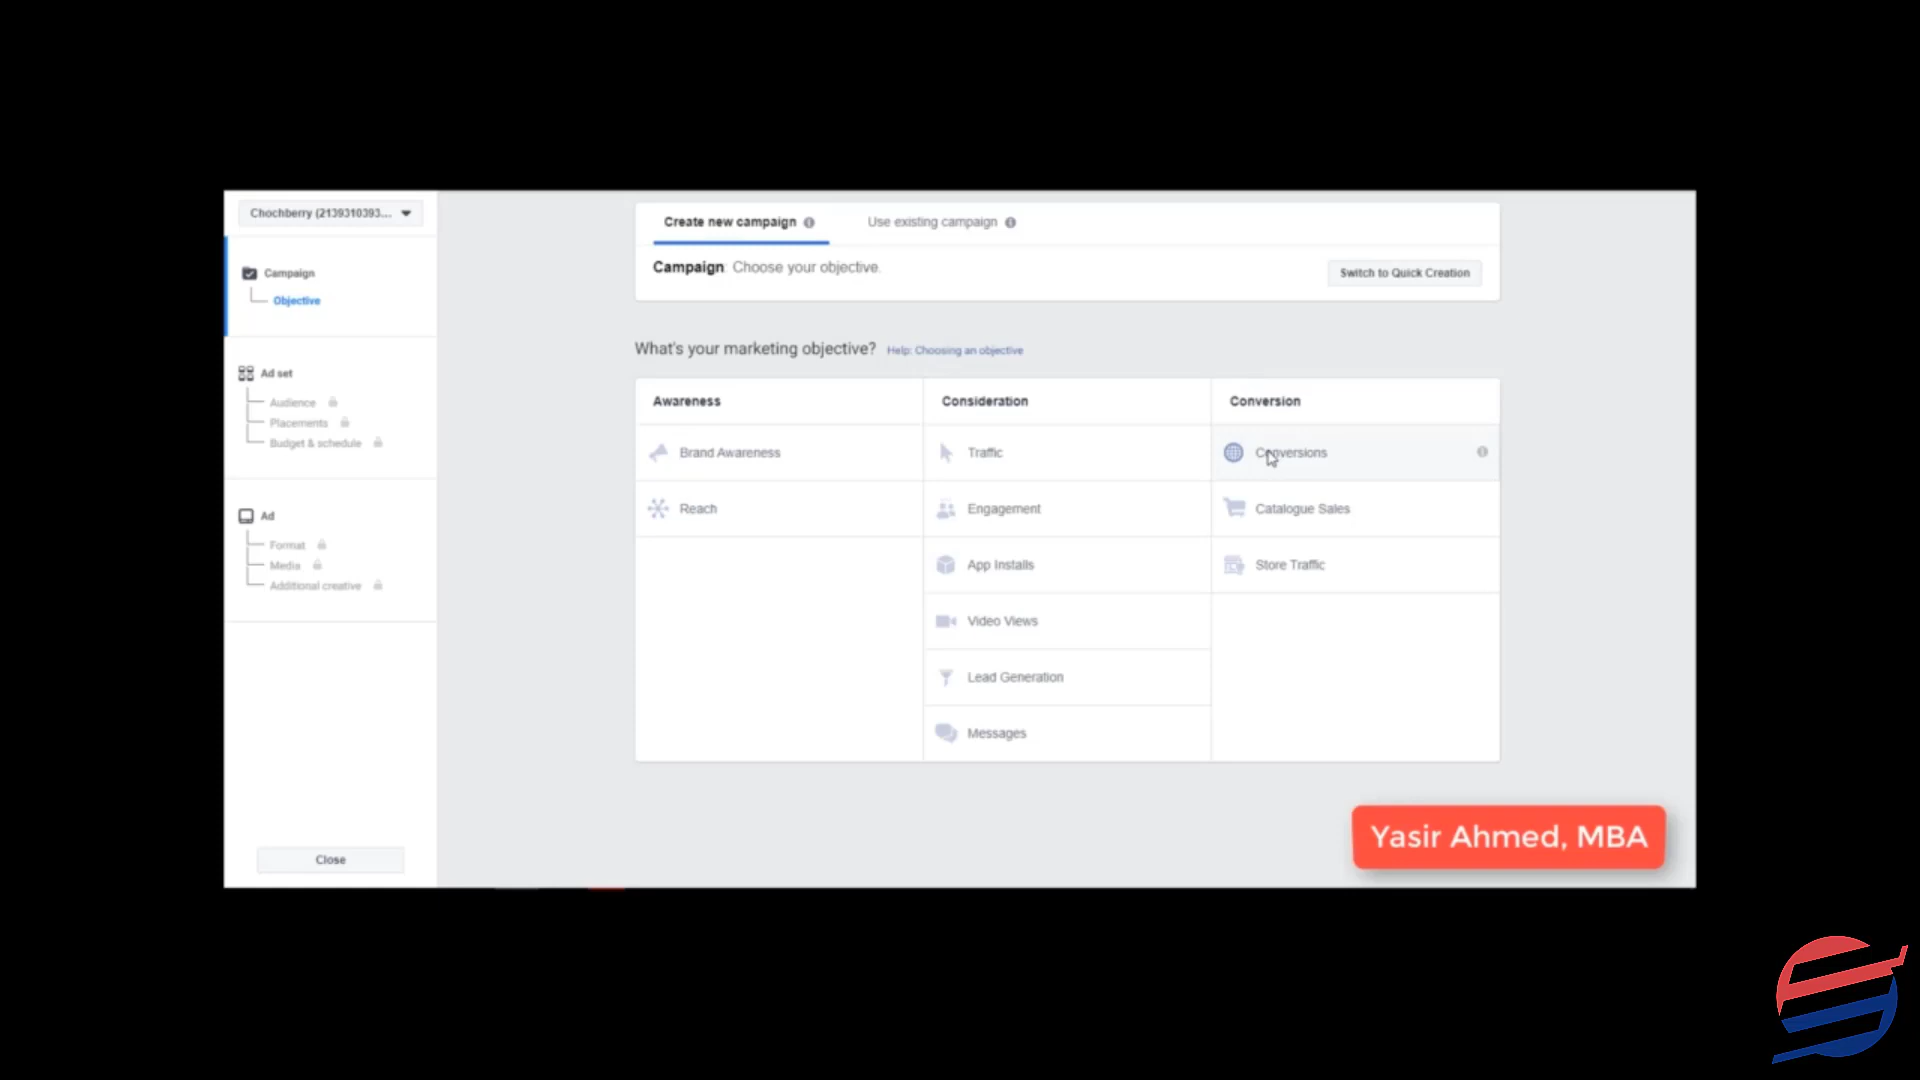 Chochberry (2139310393...
Campaign
Objective
Ad set
Audience
Placements
Budget & schedule
Ad
Format
Media
Additional creative
Close
Create new campaign
Use existing campaign
Campaign: Choose your objective.
Switch to Quick Creation
What's your marketing objective? Help: Choosing an objective
Awareness
Consideration
Conversion
Brand Awareness
Traffic
Conversions
Reach
Engagement
Catalogue Sales
App Installs
Store Traffic
Video Views
Lead Generation
Messages
Yasir Ahmed, MBA